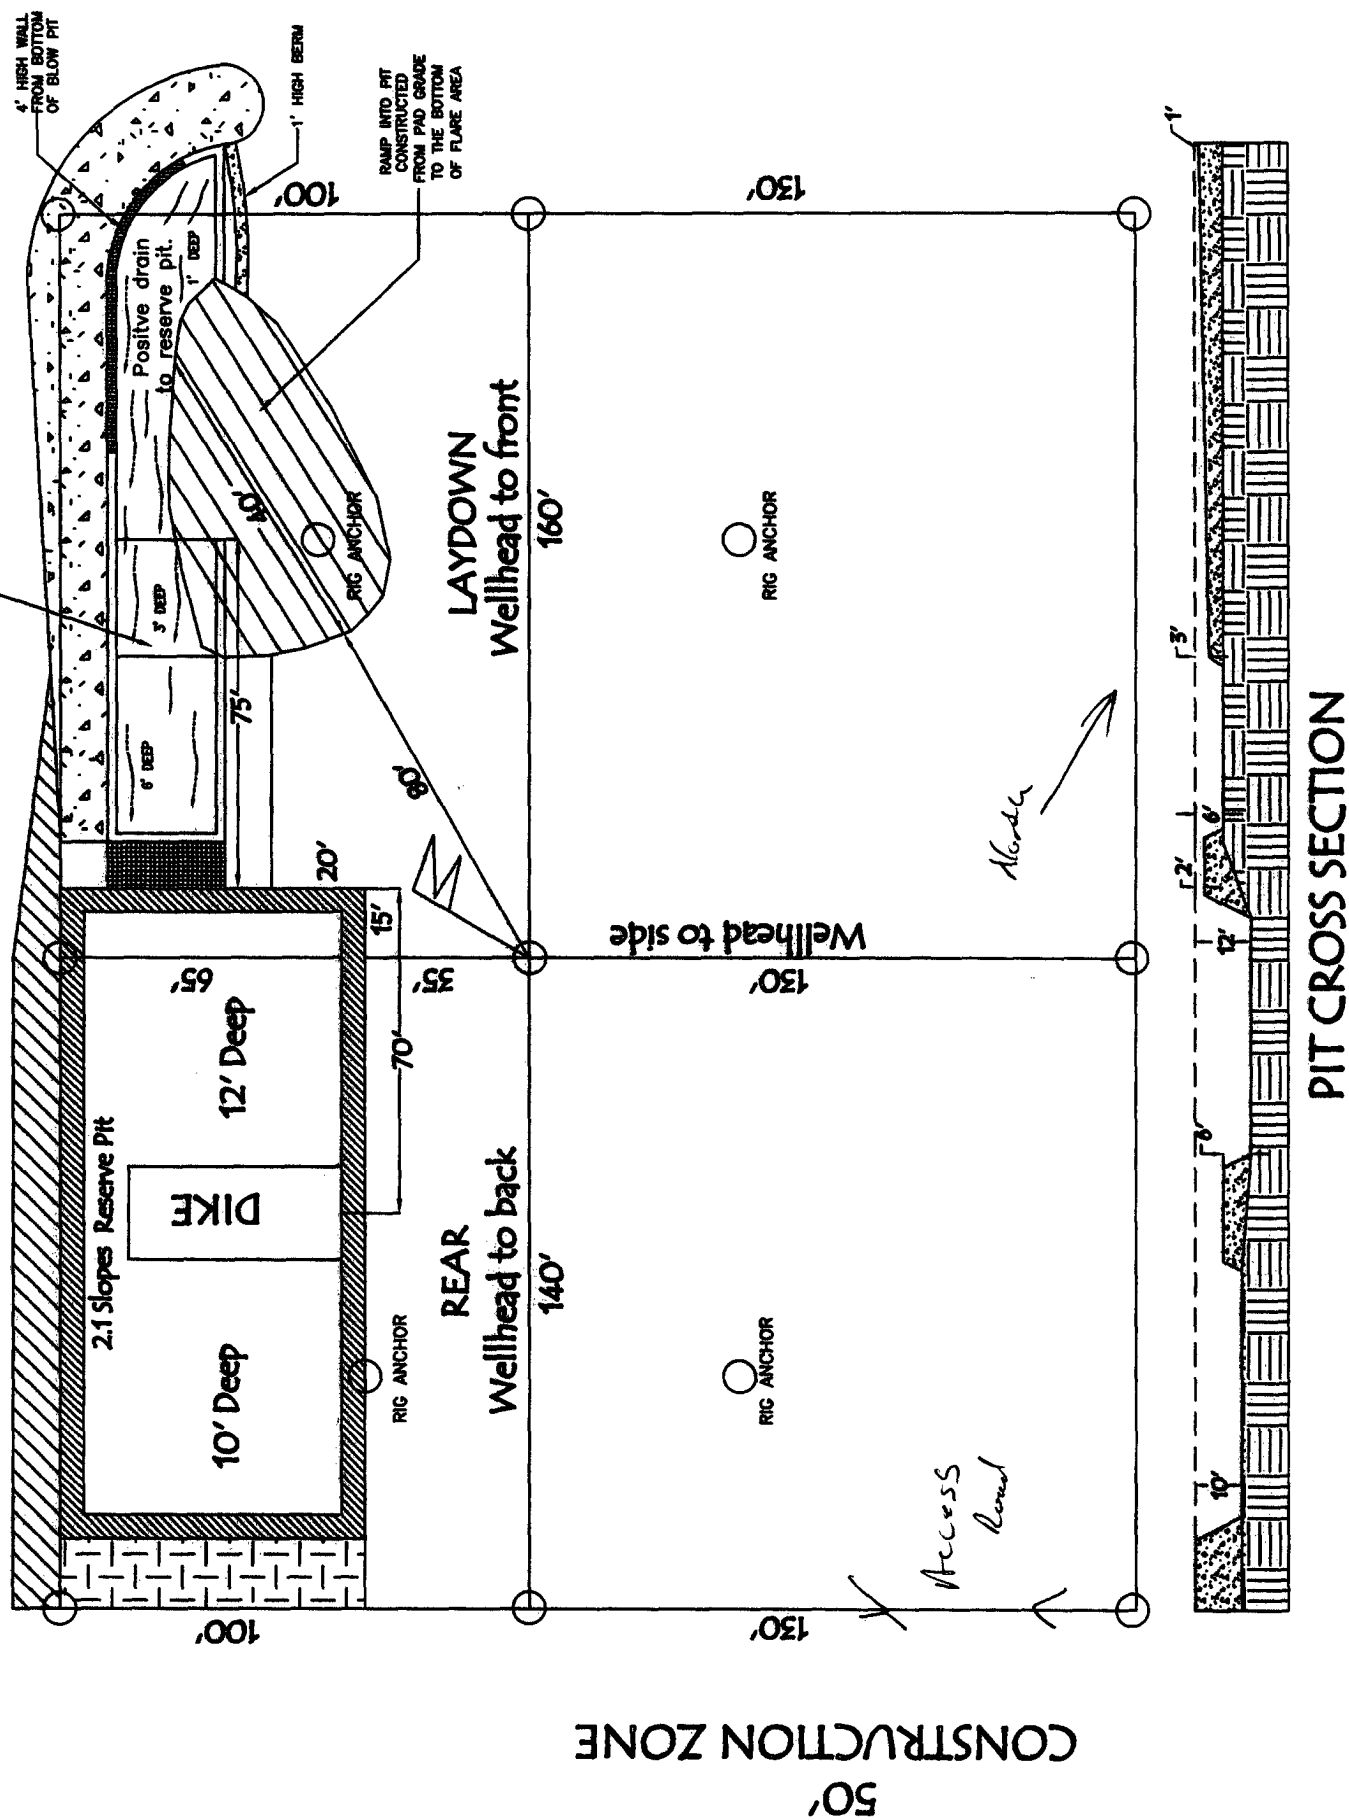 4' HIGH WALL
FROM BOTTOM
OF BLOW PIT
1' HIGH BERM
RAMP INTO PIT
CONSTRUCTED
FROM PAD GRADE
TO THE BOTTOM
OF FLARE AREA
100'
130'
Positve drain
to reserve pit.
1' DEEP
3' DEEP
6' DEEP
40'
RIG ANCHOR
75'
80'
LAYDOWN
Wellhead to front
160'
RIG ANCHOR
20'
15'
65'
35'
70'
Wellhead to side
130'
2.1 Slopes Reserve Pit
12' Deep
DIKE
10' Deep
RIG ANCHOR
REAR
Wellhead to back
140'
RIG ANCHOR
Access
Road
100'
130'
50'
CONSTRUCTION ZONE
1'
3'
6'
2'
12'
10'
PIT CROSS SECTION